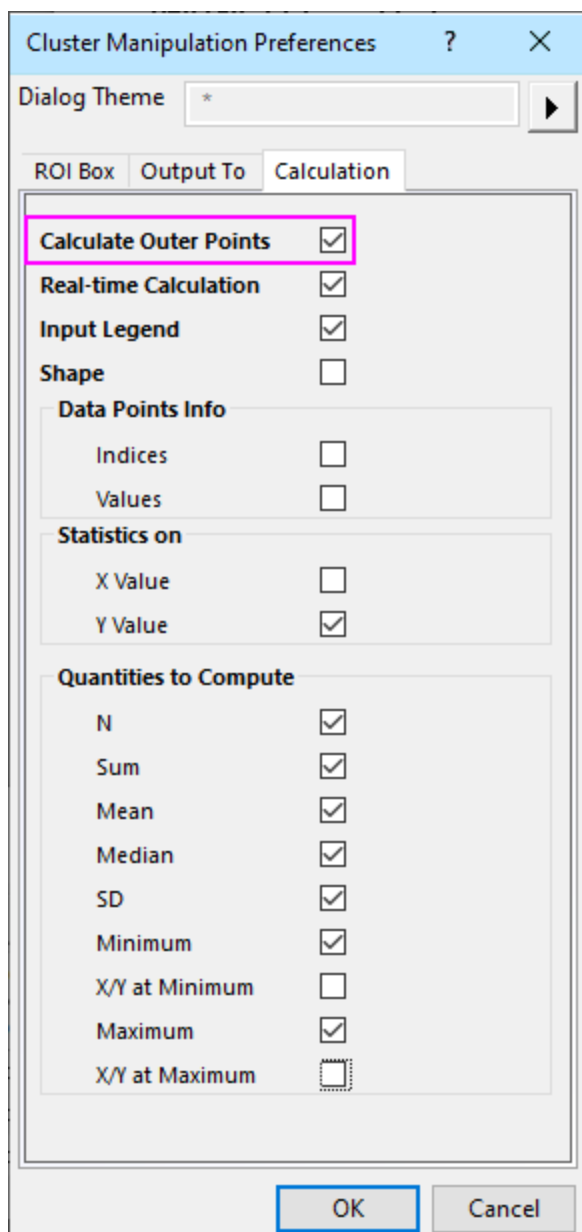 Cluster Manipulation Preferences ?
Dialog Theme *
ROI Box Output To Calculation
Calculate Outer Points
Real-time Calculation
Input Legend
Shape
Data Points Info
Indices
Values
Statistics on
X Value
Y Value
Quantities to Compute
N
Sum
Mean
Median
SD
Minimum
X/Y at Minimum
Maximum
X/Y at Maximum
OK Cancel